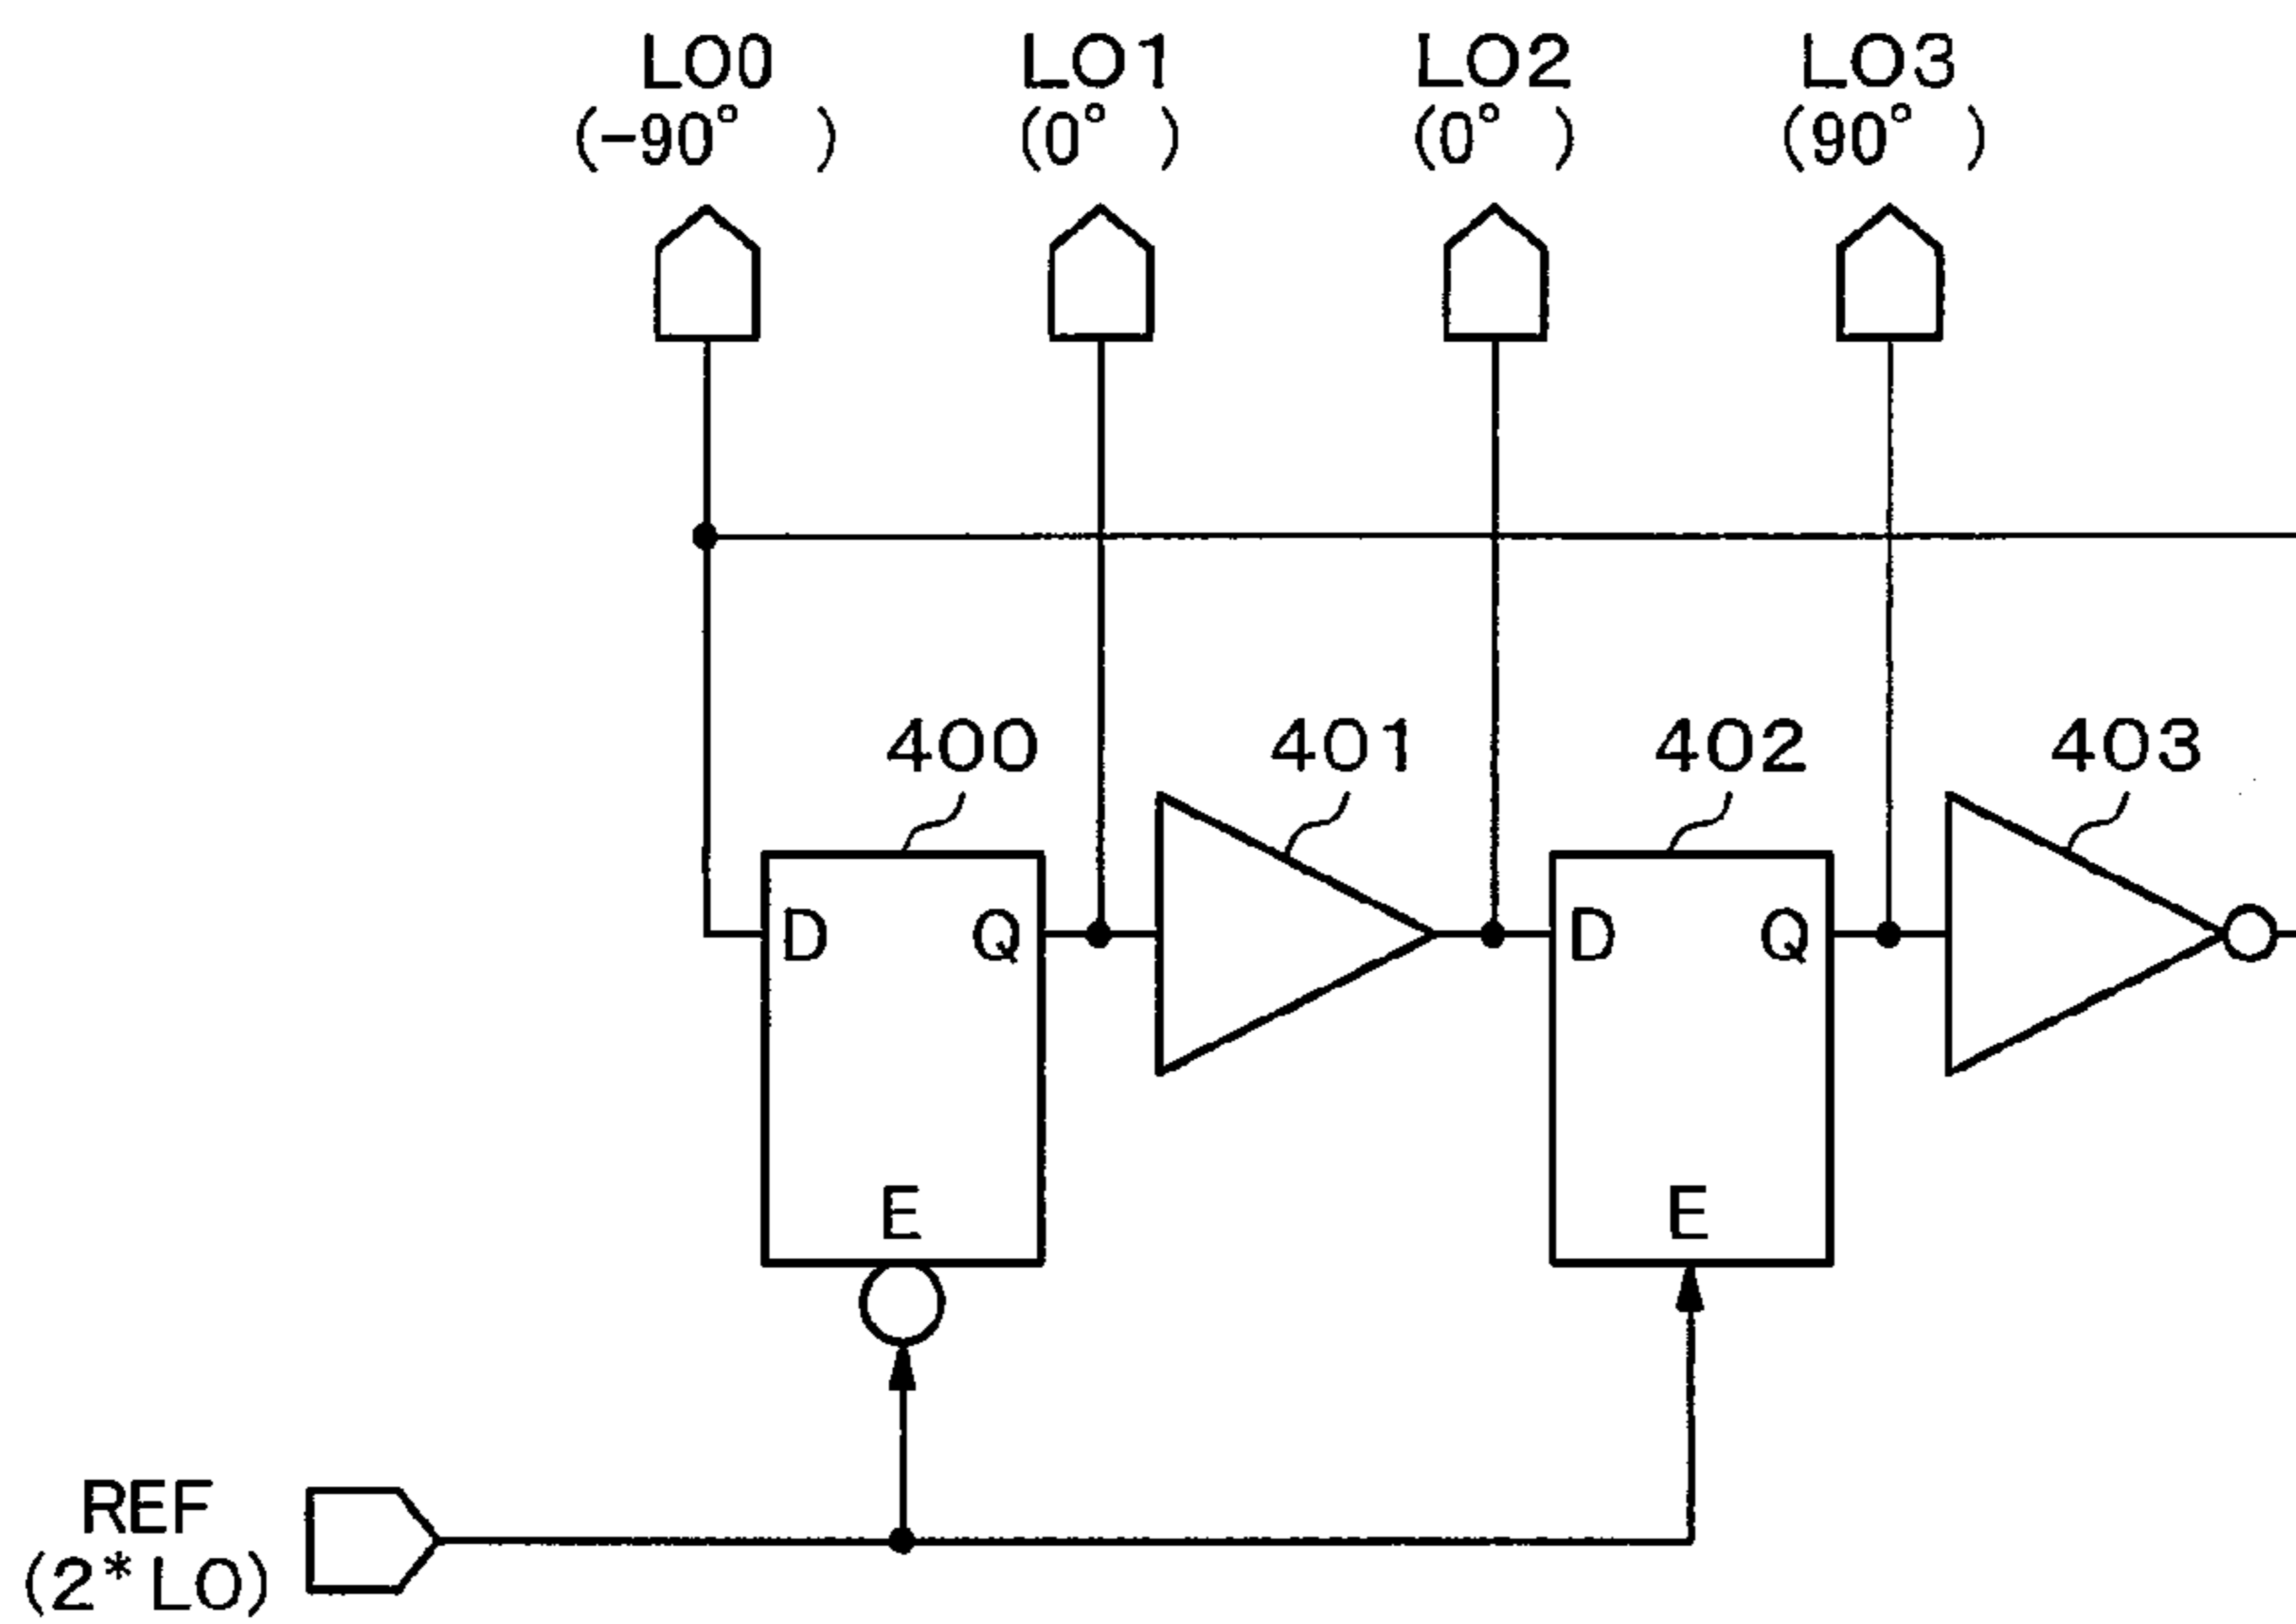 LO0 LO1 LO2 LO3
(-90° ) (0° ) (0° ) (90° )
400 401 402 403
D Q D Q
E E
REF
(2*LO)